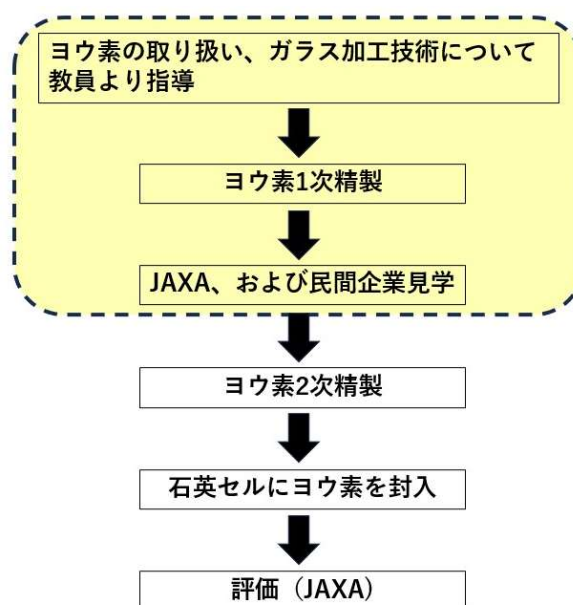 ヨウ素の取り扱い、ガラス加工技術について
教員より指導
ヨウ素1次精製
JAXA、および民間企業見学
ヨウ素2次精製
石英セルにヨウ素を封入
評価（JAXA）